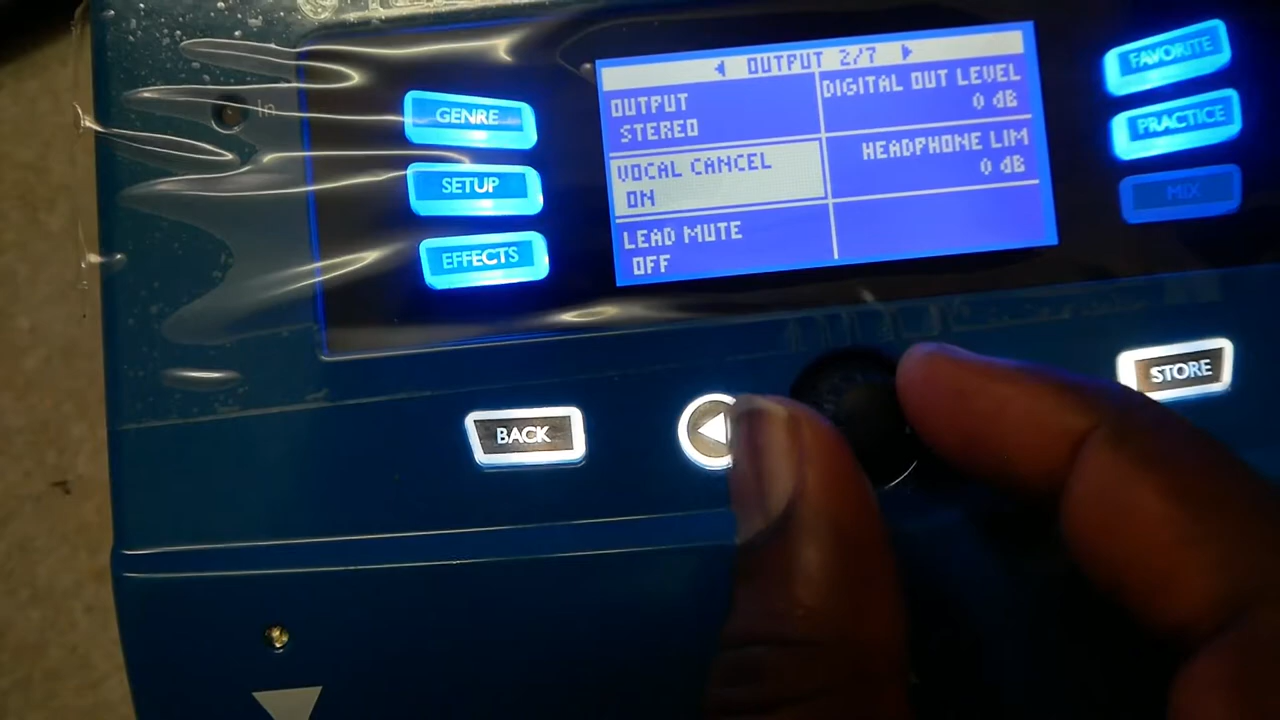 In
GENRE
SETUP
EFFECTS
OUTPUT 2/7
OUTPUT
STEREO
VOCAL CANCEL
ON
LEAD MUTE
OFF
DIGITAL OUT LEVEL
0 dB
HEADPHONE LIM
0 dB
FAVORITE
PRACTICE
MIX
BACK
STORE